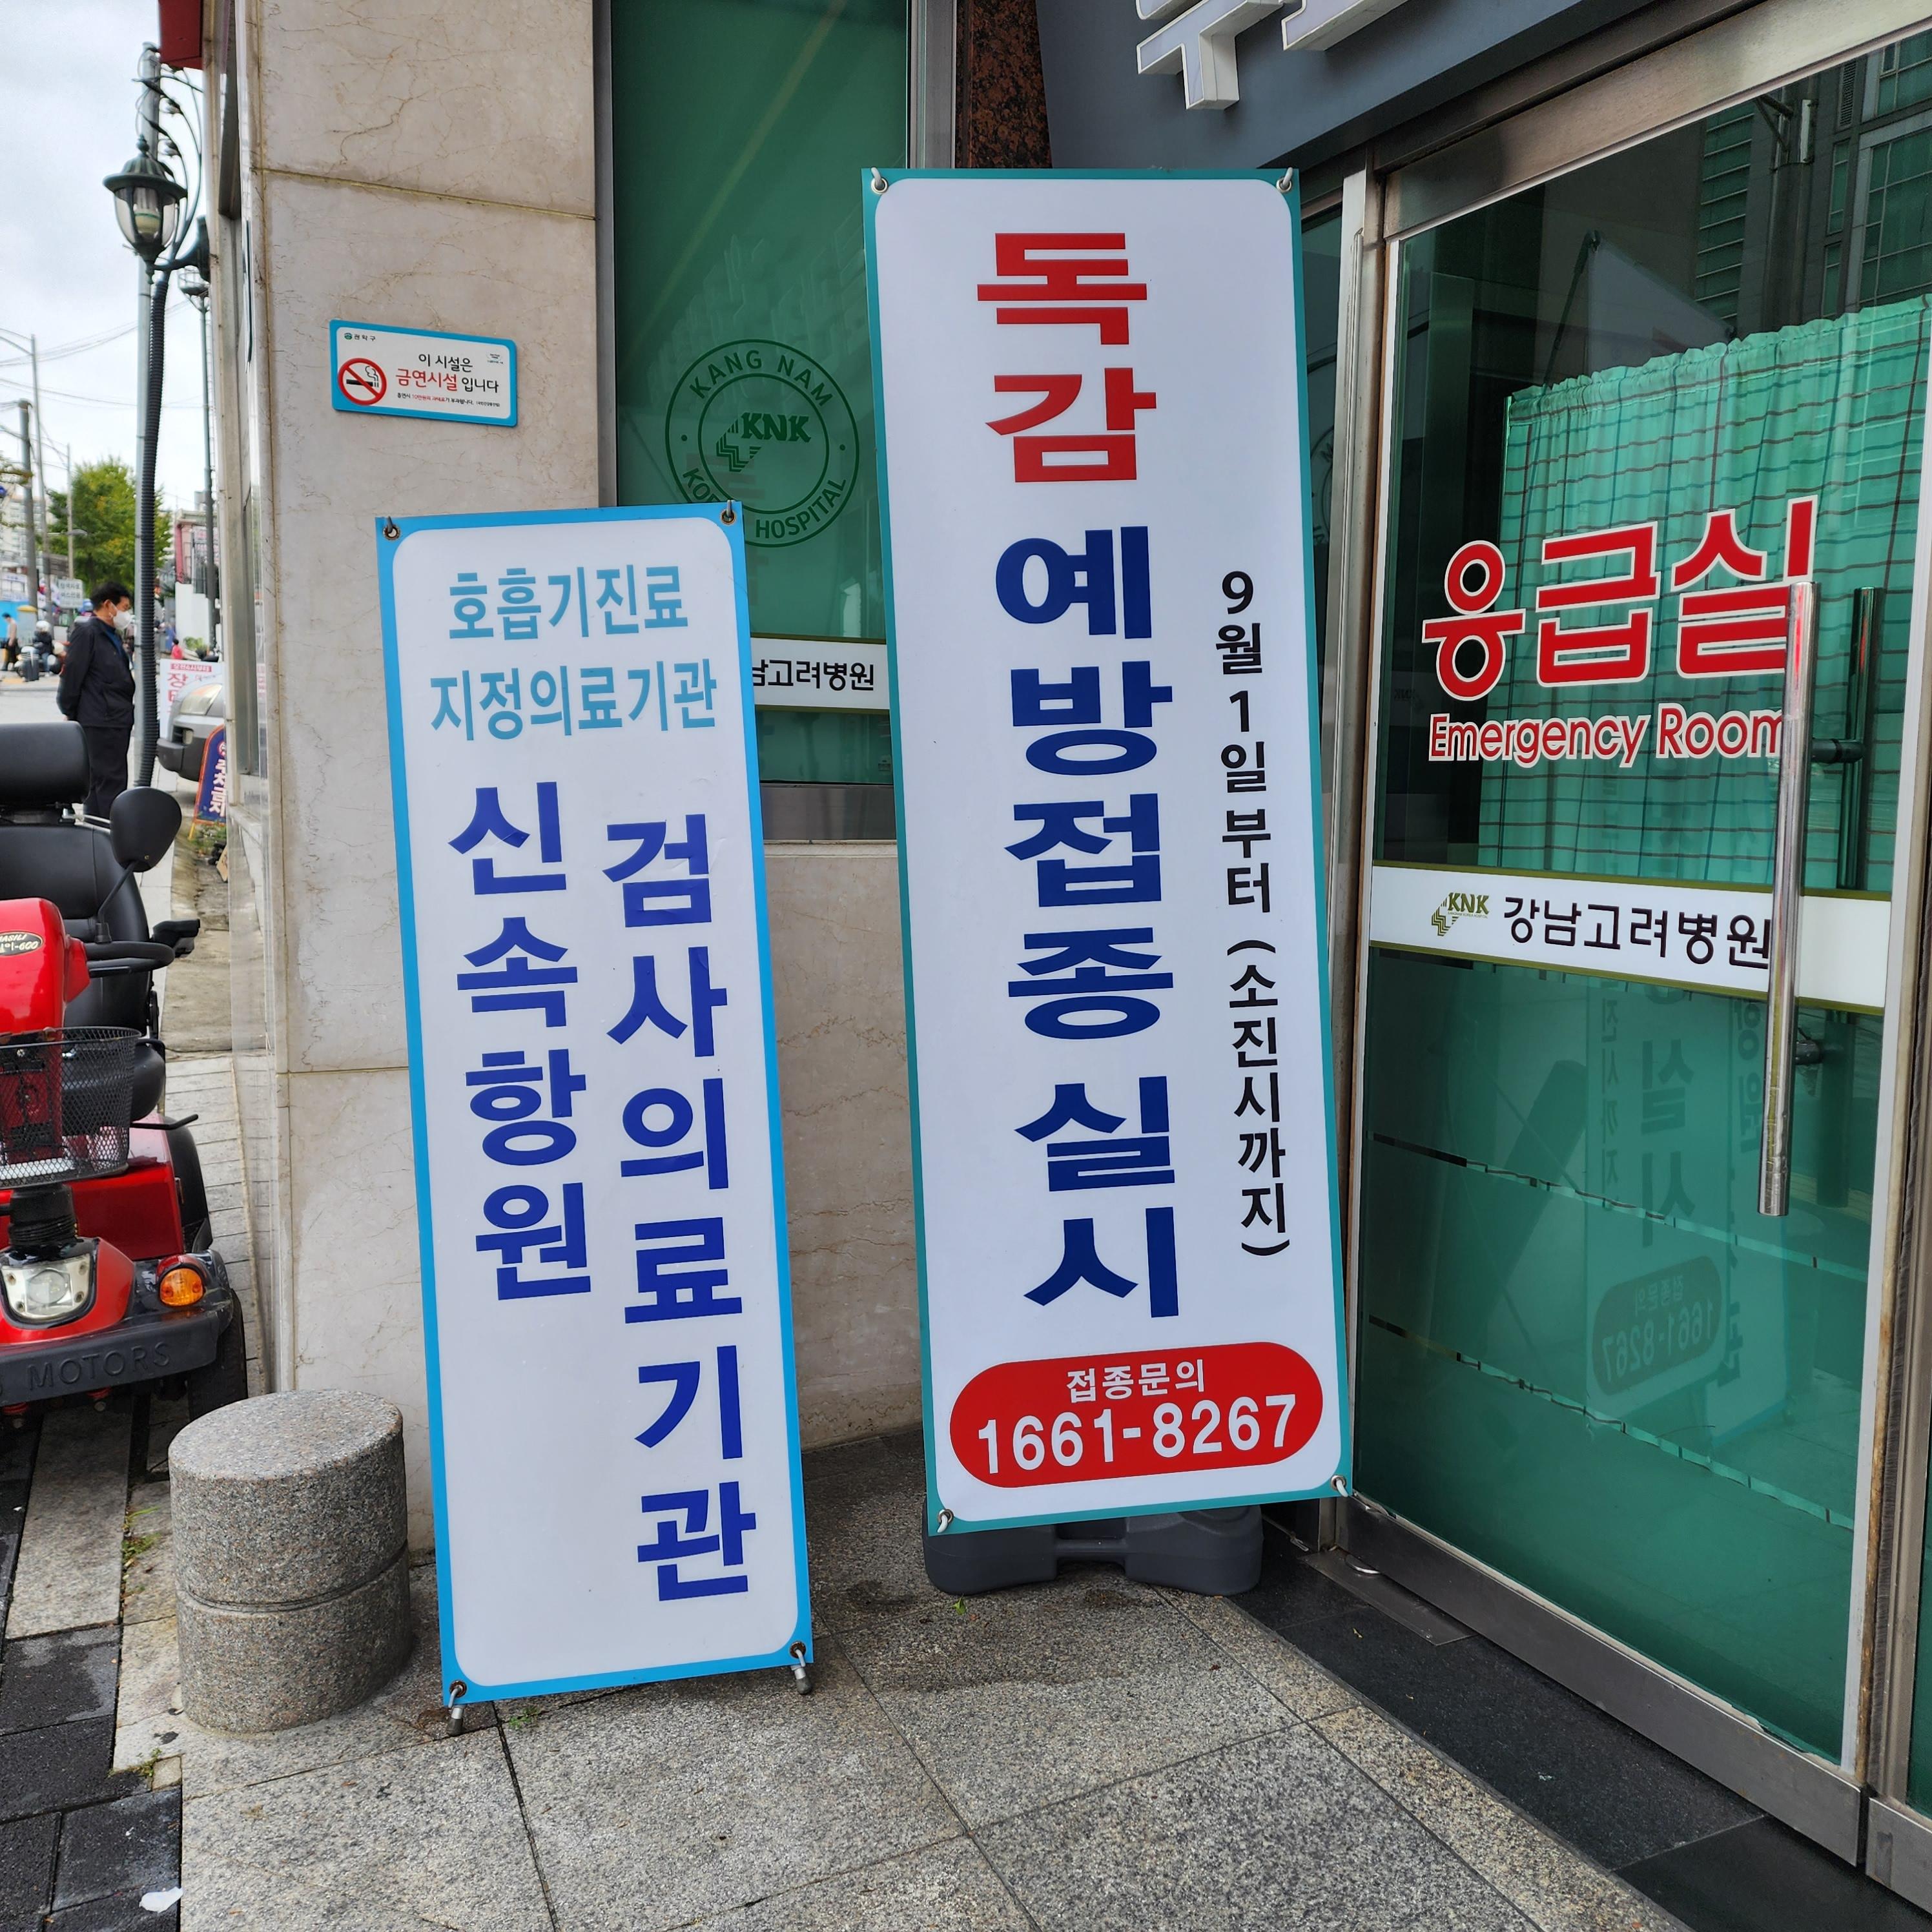 관악구
이 시설은
금연시설 입니다
KANG NAM
KNK
HOSPITAL
남고려병원
호흡기진료
지정의료기관
신속항원
검사의료기관
독감 예방접종 실시
9월 1일부터 (소진시까지)
접종문의
1661-8267
응급실
Emergency Room
KNK 강남고려병원
MOTORS